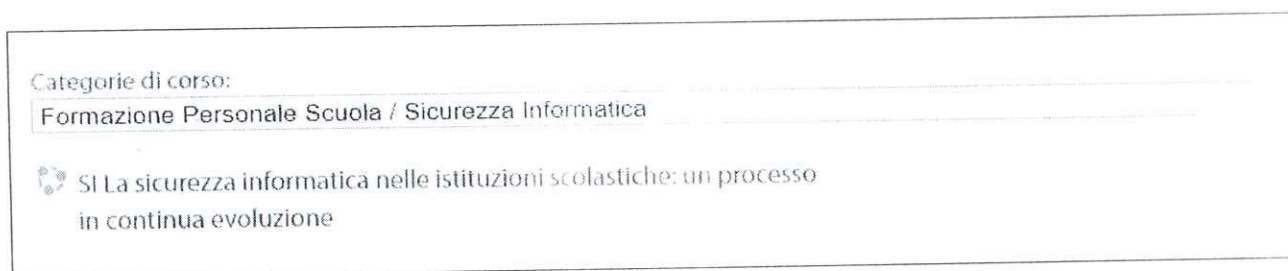 Categorie di corso:
Formazione Personale Scuola / Sicurezza Informatica
SI La sicurezza informatica nelle istituzioni scolastiche: un processo
in continua evoluzione